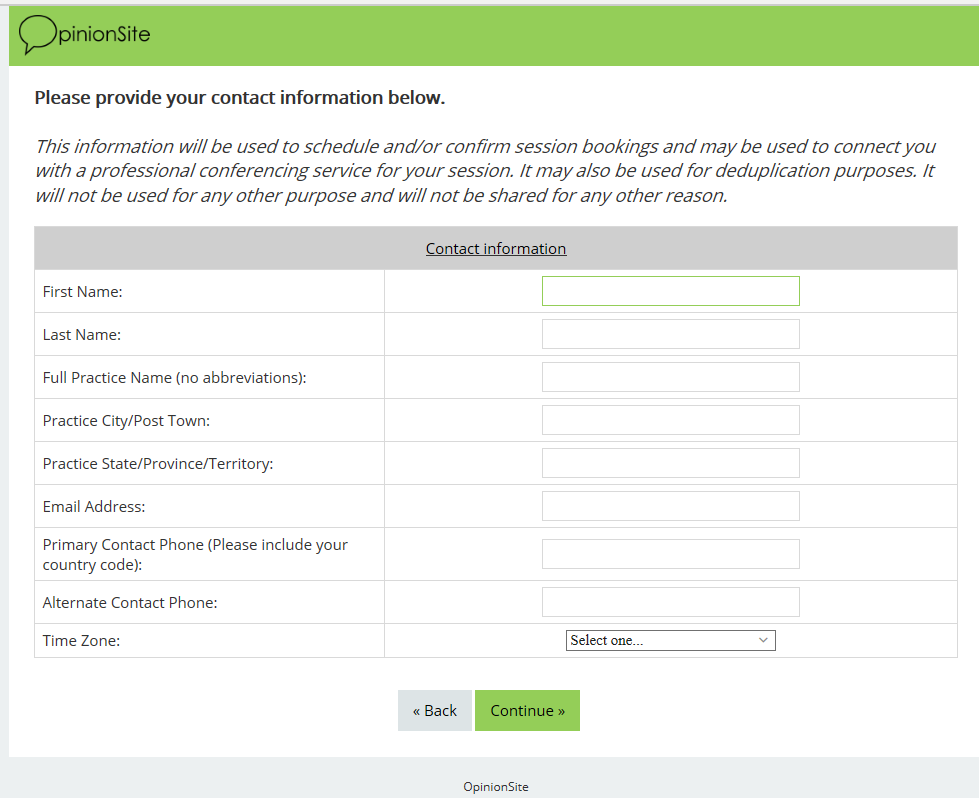 OpinionSite
Please provide your contact information below.
This information will be used to schedule and/or confirm session bookings and may be used to connect you
with a professional conferencing service for your session. It may also be used for deduplication purposes. It
will not be used for any other purpose and will not be shared for any other reason.
Contact information
First Name:
Last Name:
Full Practice Name (no abbreviations):
Practice City/Post Town:
Practice State/Province/Territory:
Email Address:
Primary Contact Phone (Please include your
country code):
Alternate Contact Phone:
Time Zone:
Select one...
« Back
Continue »
OpinionSite